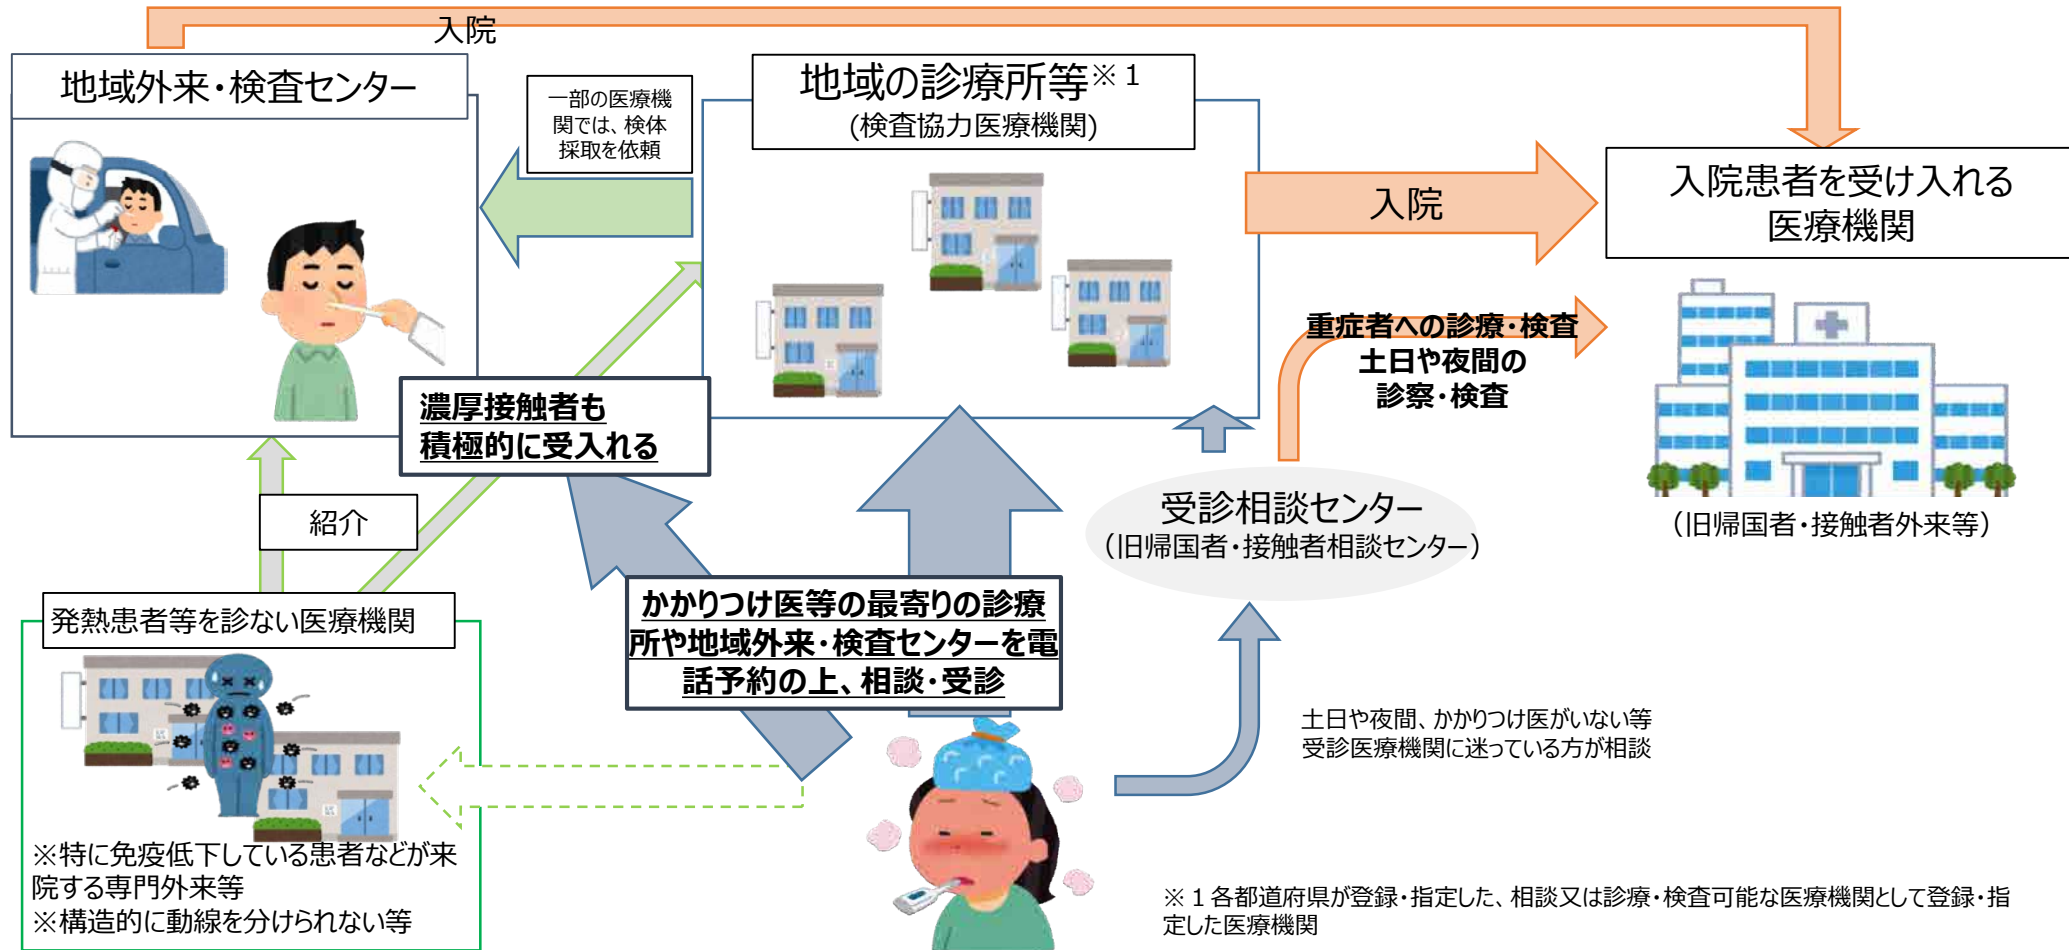 入院
地域外来・検査センター
一部の医療機
関では、検体
採取を依頼
地域の診療所等※１
(検査協力医療機関)
入院
入院患者を受け入れる
医療機関
重症者への診療・検査
土日や夜間の
診察・検査
濃厚接触者も
積極的に受入れる
受診相談センター
（旧帰国者・接触者相談センター）
（旧帰国者・接触者外来等）
紹介
かかりつけ医等の最寄りの診療
所や地域外来・検査センターを電
話予約の上、相談・受診
発熱患者等を診ない医療機関
土日や夜間、かかりつけ医がいない等
受診医療機関に迷っている方が相談
※特に免疫低下している患者などが来
院する専門外来等
※構造的に動線を分けられない等
※１各都道府県が登録・指定した、相談又は診療・検査可能な医療機関として登録・指
定した医療機関